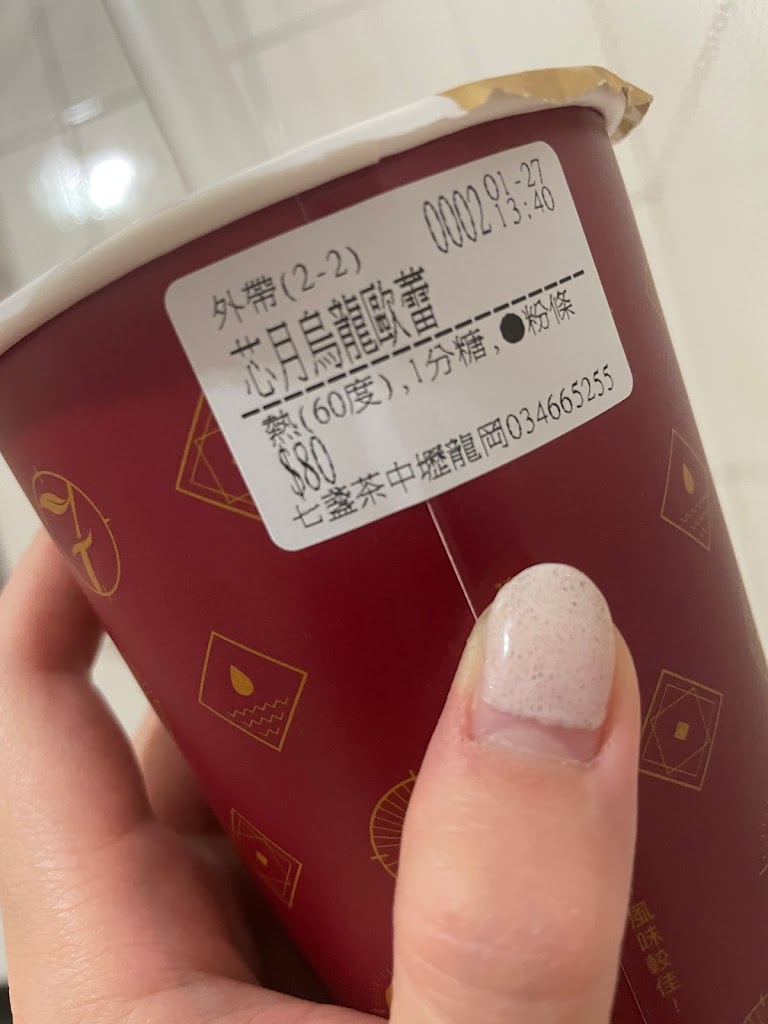 外帶(2-2)
0002
01-27
13:40
芯月烏龍歐蕾
熱(60度),1分糖,●粉條
$80
七盞茶中壢龍岡034665255
風味較佳!